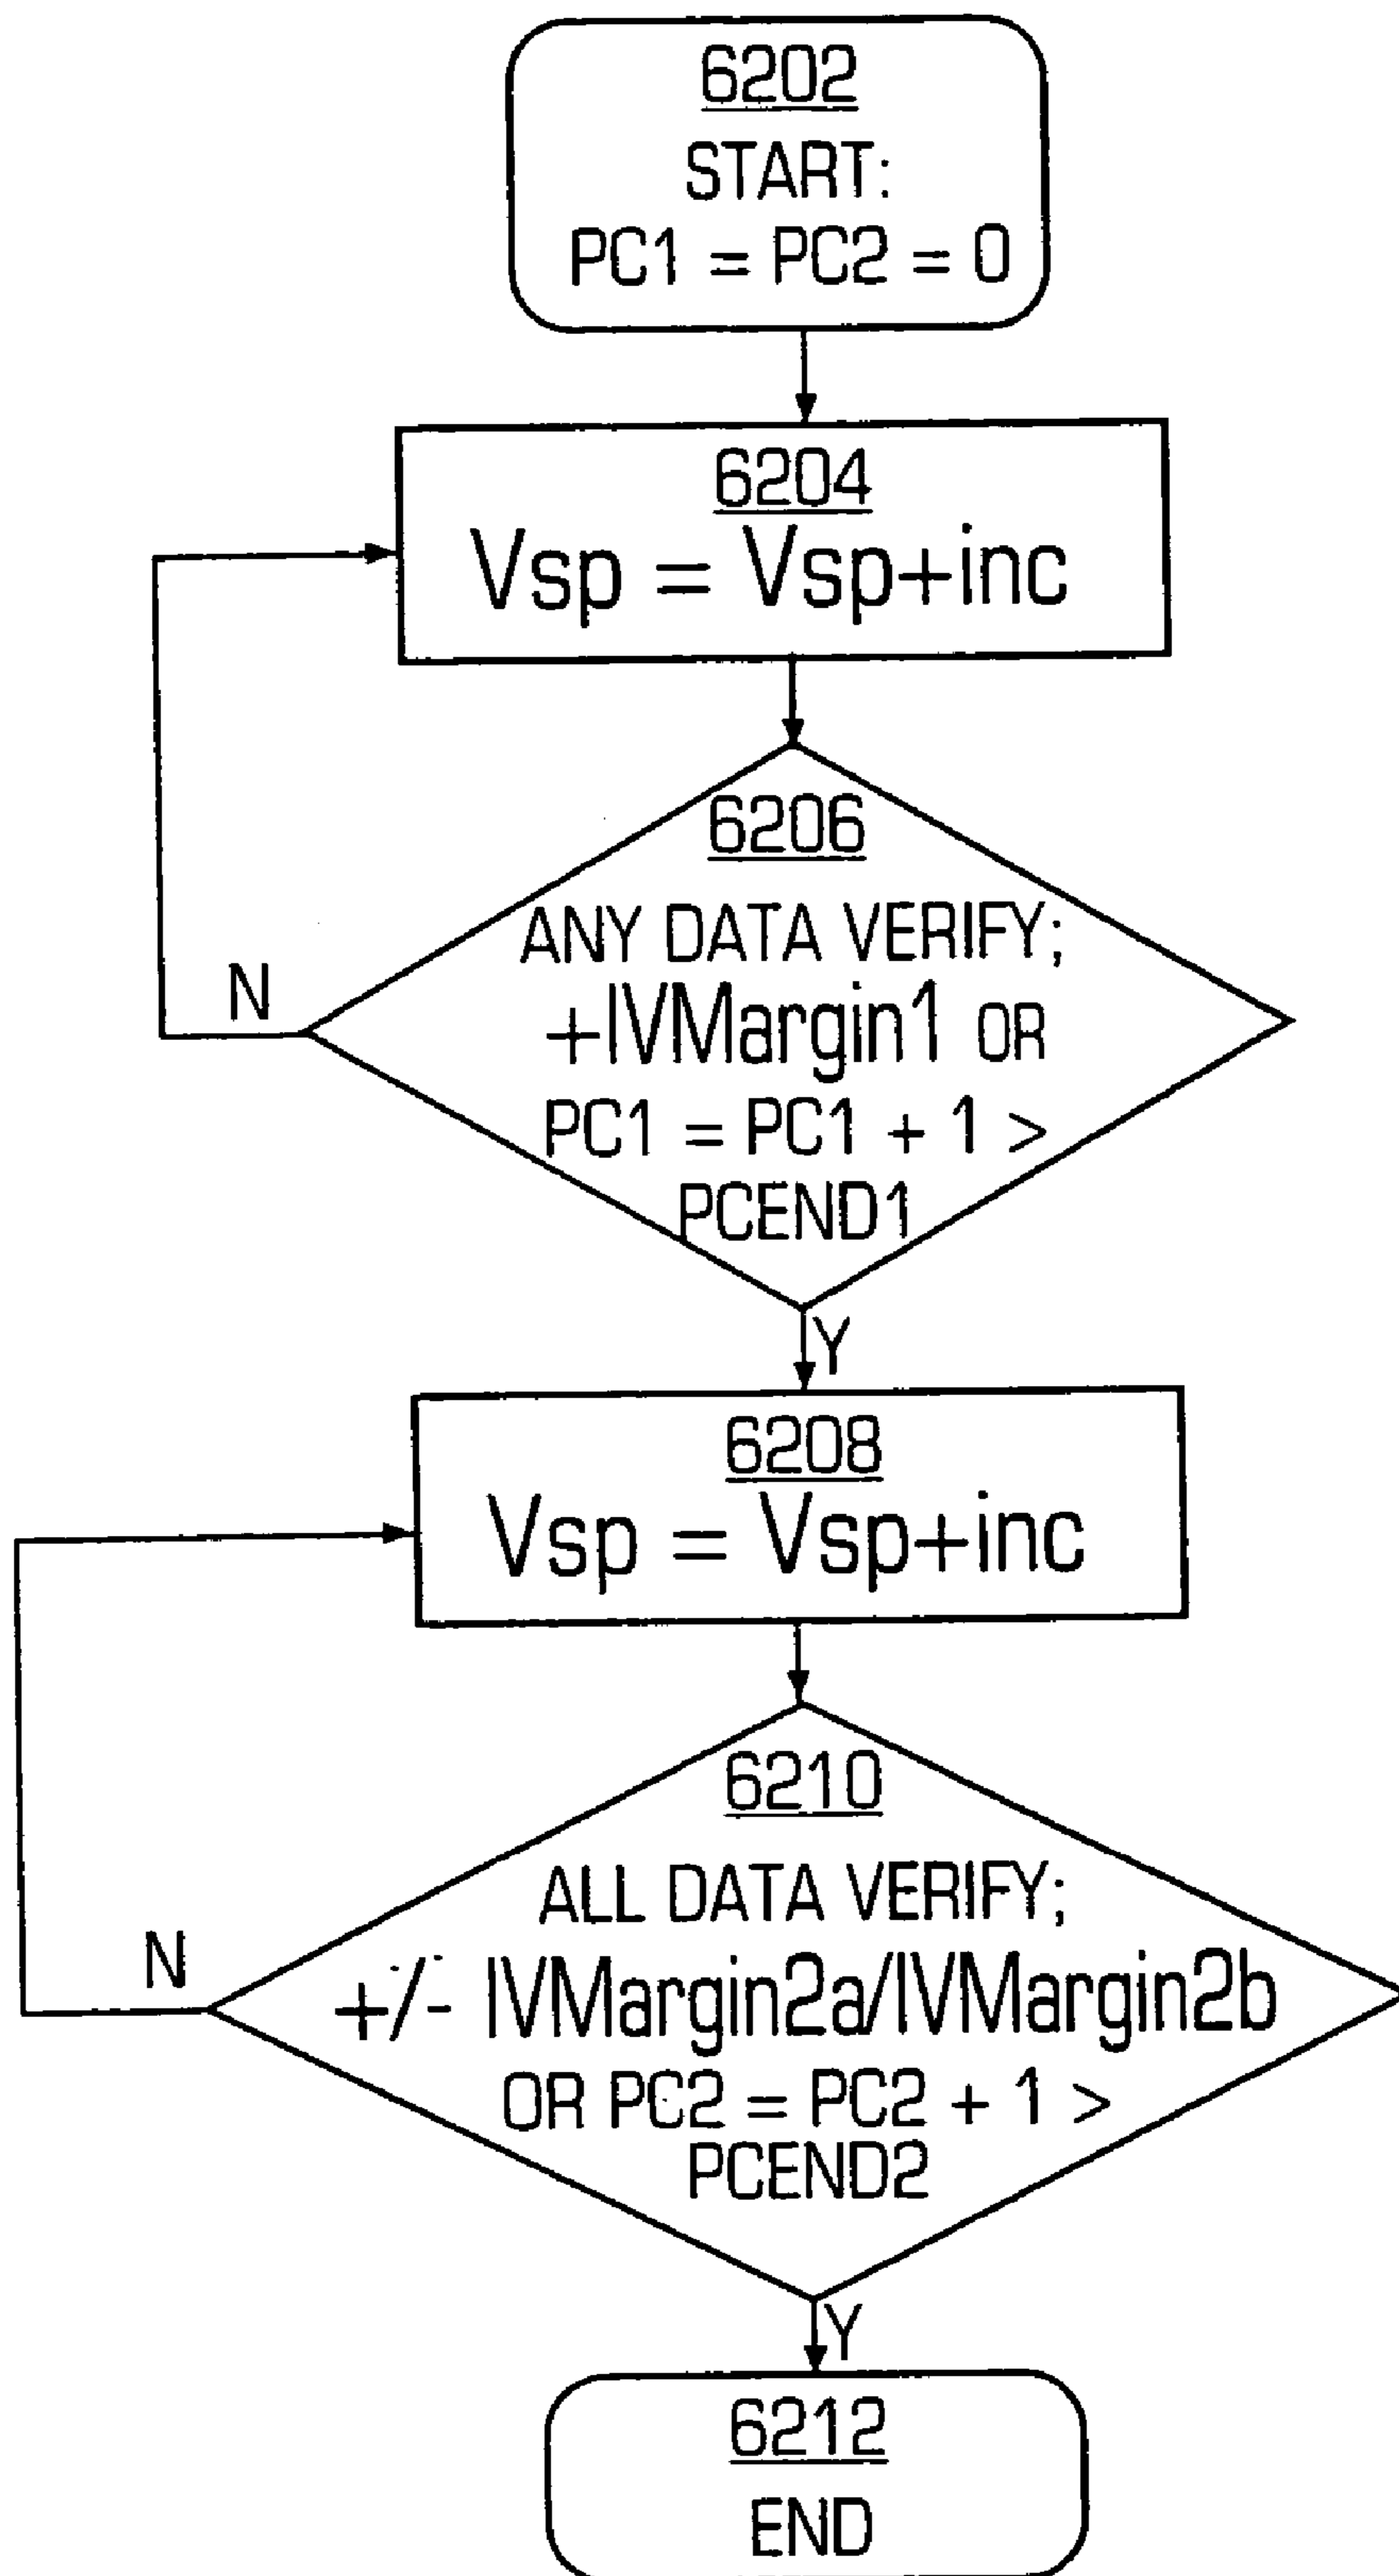 6202
START:
PC1 = PC2 = 0
6204
Vsp = Vsp+inc
6206
ANY DATA VERIFY;
+IVMargin1 OR
PC1 = PC1 + 1 >
PCEND1
N
Y
6208
Vsp = Vsp+inc
6210
ALL DATA VERIFY;
+/- IVMargin2a/IVMargin2b
OR PC2 = PC2 + 1 >
PCEND2
N
Y
6212
END